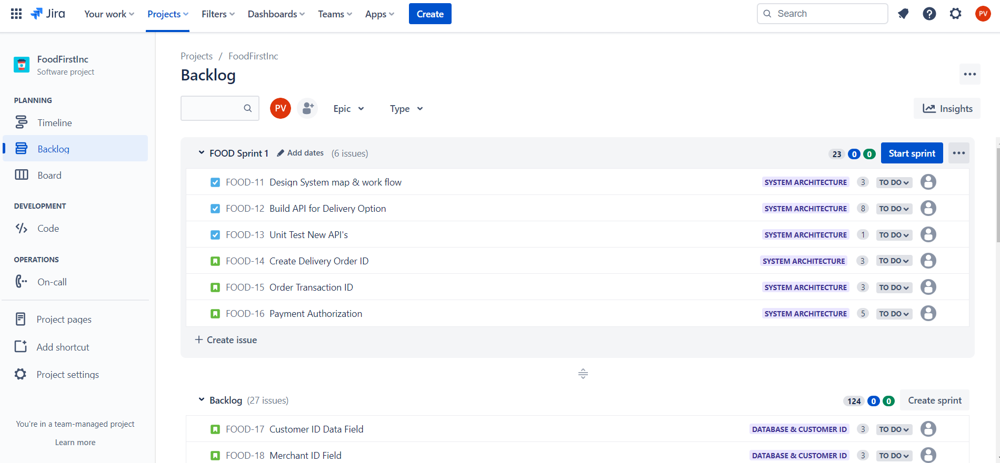 Jira Your work Projects Filters Dashboards Teams Apps Create Search PV
FoodFirstInc
Software project
PLANNING
Timeline
Backlog
Board
DEVELOPMENT
Code
OPERATIONS
On-call
Project pages
Add shortcut
Project settings
You're in a team-managed project
Learn more
Projects / FoodFirstInc
Backlog
PV Epic Type Insights
FOOD Sprint 1 Add dates (6 issues) 23 0 0 Start sprint
FOOD-11 Design System map & work flow SYSTEM ARCHITECTURE 3 TO DO
FOOD-12 Build API for Delivery Option SYSTEM ARCHITECTURE 8 TO DO
FOOD-13 Unit Test New API's SYSTEM ARCHITECTURE 1 TO DO
FOOD-14 Create Delivery Order ID SYSTEM ARCHITECTURE 3 TO DO
FOOD-15 Order Transaction ID SYSTEM ARCHITECTURE 3 TO DO
FOOD-16 Payment Authorization SYSTEM ARCHITECTURE 5 TO DO
+ Create issue
Backlog (27 issues) 124 0 0 Create sprint
FOOD-17 Customer ID Data Field DATABASE & CUSTOMER ID 3 TO DO
FOOD-18 Merchant ID Field DATABASE & CUSTOMER ID 3 TO DO